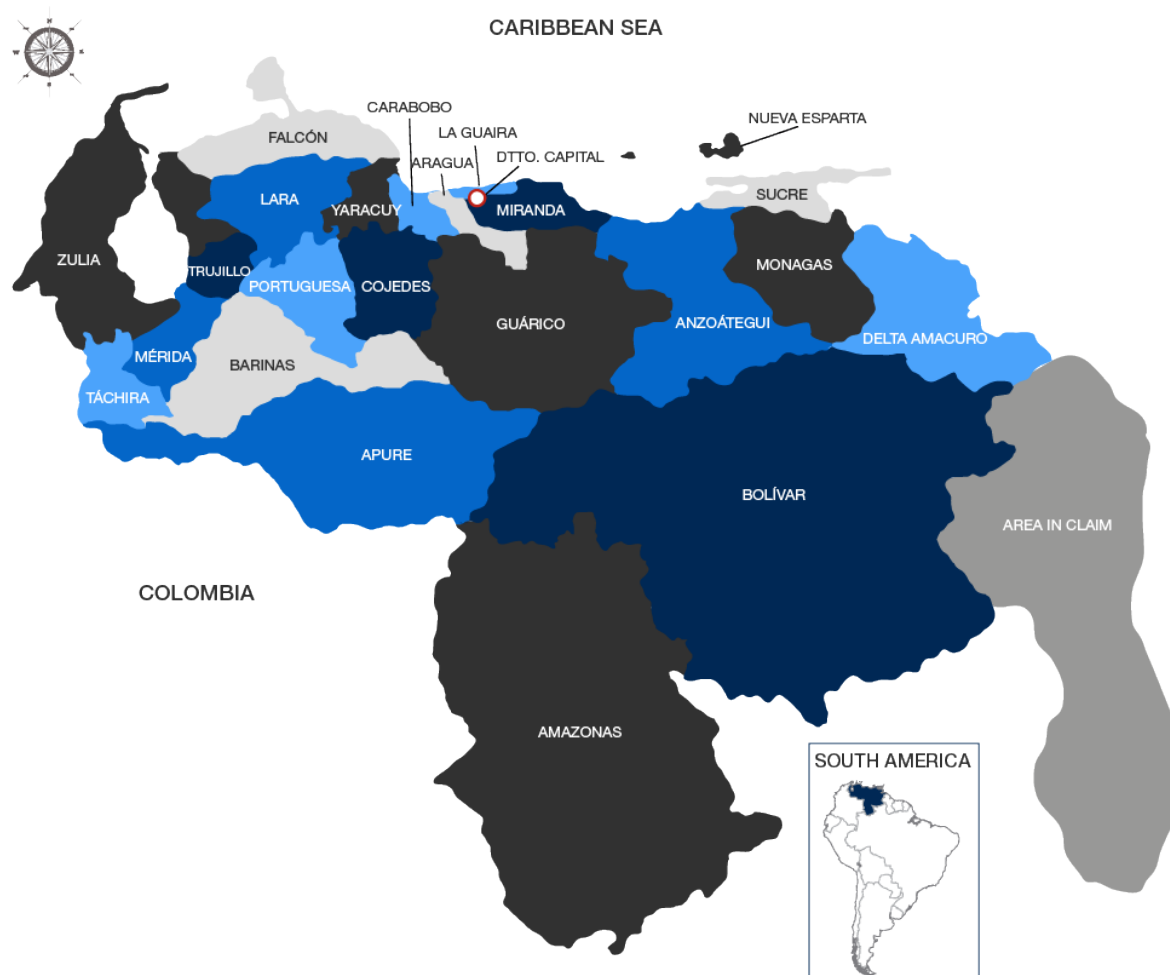 CARIBBEAN SEA
CARABOBO
LA GUAIRA
NUEVA ESPARTA
FALCÓN
ARAGUA
DTTO. CAPITAL
LARA
YARACUY
MIRANDA
SUCRE
ZULIA
TRUJILLO
PORTUGUESA
COJEDES
MONAGAS
GUÁRICO
ANZOÁTEGUI
DELTA AMACURO
MÉRIDA
BARINAS
TÁCHIRA
APURE
BOLÍVAR
AREA IN CLAIM
COLOMBIA
AMAZONAS
SOUTH AMERICA